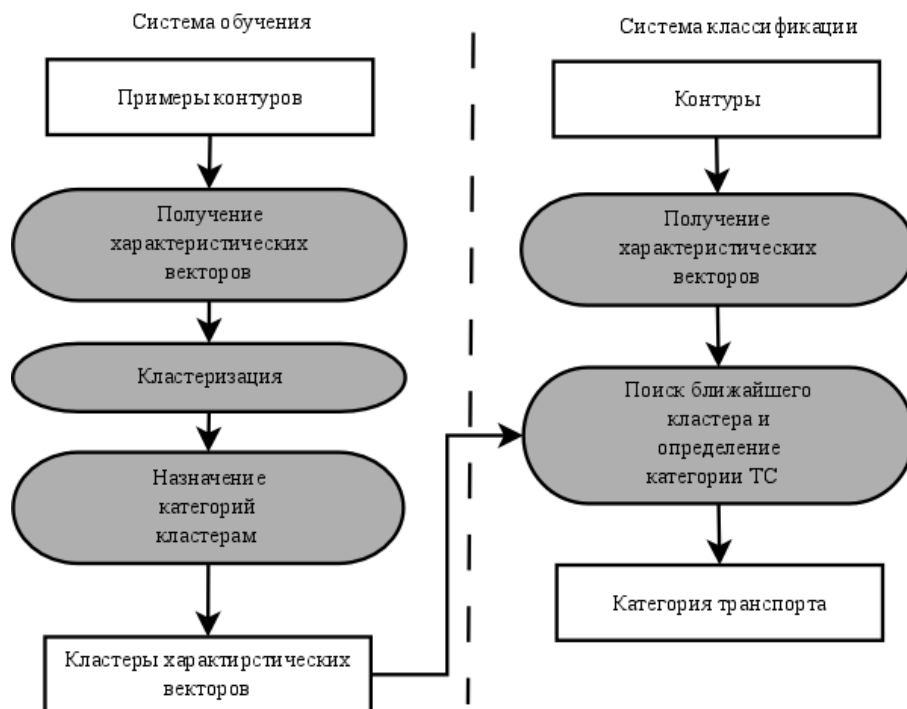 Система обучения
Примеры контуров
Получение
характеристических
векторов
Кластеризация
Назначение
категорий
кластерам
Кластеры характирстических
векторов
Система классификации
Контуры
Получение
характеристических
векторов
Поиск ближайшего
кластера и
определение
категории ТС
Категория транспорта